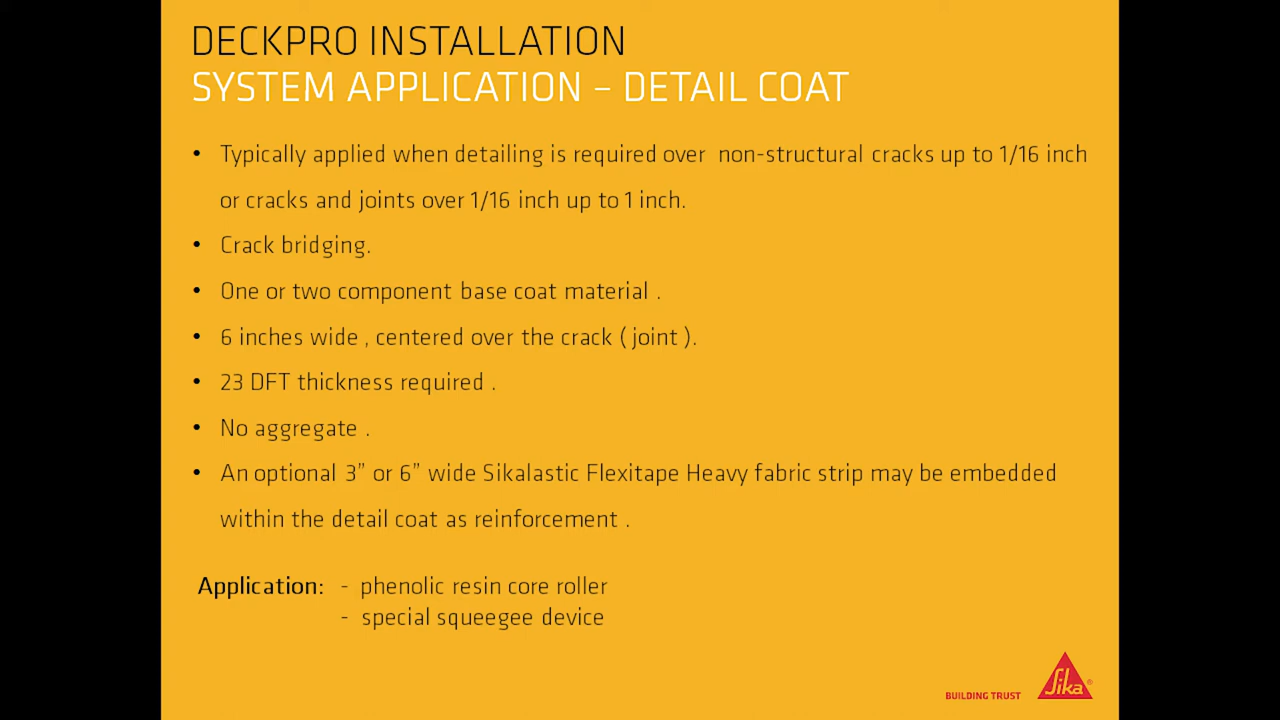 DECKPRO INSTALLATION
SYSTEM APPLICATION – DETAIL COAT
• Typically applied when detailing is required over non-structural cracks up to 1/16 inch
or cracks and joints over 1/16 inch up to 1 inch.
• Crack bridging.
• One or two component base coat material .
• 6 inches wide , centered over the crack ( joint ).
• 23 DFT thickness required .
• No aggregate .
• An optional 3” or 6” wide Sikalastic Flexitape Heavy fabric strip may be embedded
within the detail coat as reinforcement .
Application: - phenolic resin core roller
- special squeegee device
BUILDING TRUST Sika®